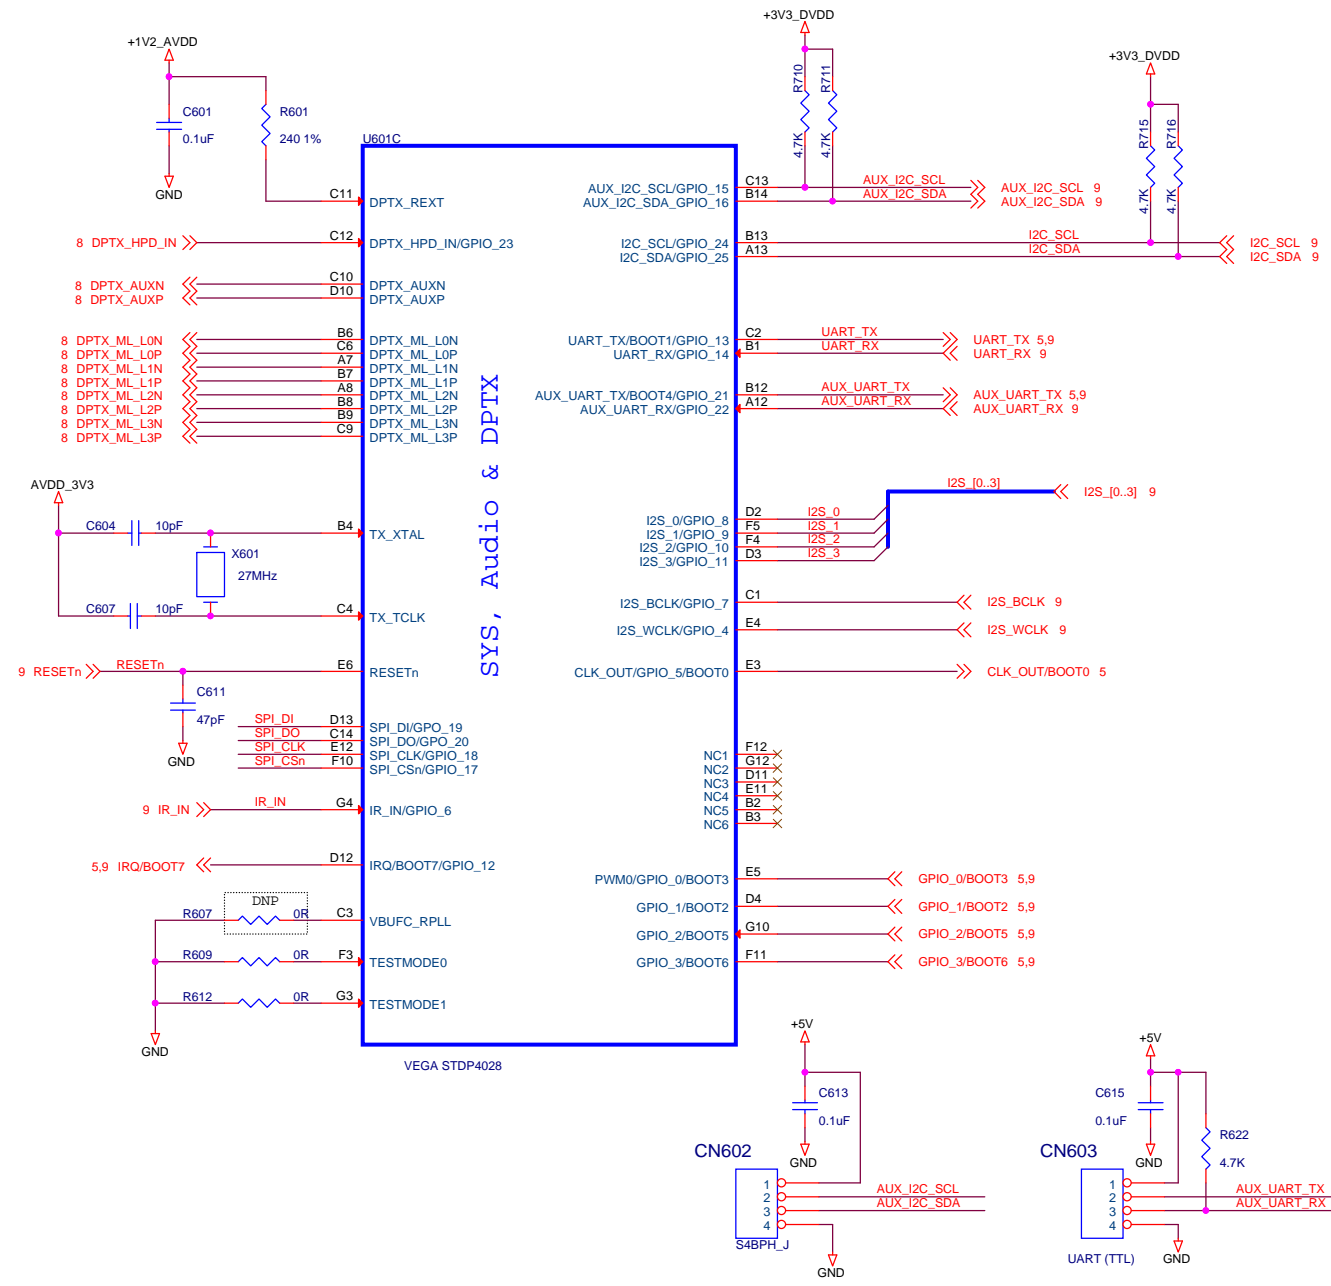 +3V3_DVDD
+1V2_AVDD
+3V3_DVDD
R710
R711
4.7K
4.7K
R715
R716
4.7K
4.7K
C601
0.1uF
GND
R601
240 1%
U601C
C11 DPTX_REXT
8 DPTX_HPD_IN C12 DPTX_HPD_IN/GPIO_23
8 DPTX_AUXN C10 DPTX_AUXN
8 DPTX_AUXP D10 DPTX_AUXP
8 DPTX_ML_L0N B6 DPTX_ML_L0N
8 DPTX_ML_L0P C6 DPTX_ML_L0P
8 DPTX_ML_L1N A7 DPTX_ML_L1N
8 DPTX_ML_L1P B7 DPTX_ML_L1P
8 DPTX_ML_L2N A8 DPTX_ML_L2N
8 DPTX_ML_L2P B8 DPTX_ML_L2P
8 DPTX_ML_L3N B9 DPTX_ML_L3N
8 DPTX_ML_L3P C9 DPTX_ML_L3P
AVDD_3V3
C604 10pF B4 TX_XTAL
X601
27MHz
C607 10pF C4 TX_TCLK
9 RESETn RESETn E6 RESETn
C611
47pF
GND
SPI_DI D13 SPI_DI/GPO_19
SPI_DO C14 SPI_DO/GPO_20
SPI_CLK E12 SPI_CLK/GPIO_18
SPI_CSn F10 SPI_CSn/GPIO_17
9 IR_IN IR_IN G4 IR_IN/GPIO_6
5,9 IRQ/BOOT7 D12 IRQ/BOOT7/GPIO_12
DNP
R607 0R C3 VBUFC_RPLL
R609 0R F3 TESTMODE0
R612 0R G3 TESTMODE1
GND
SYS, Audio & DPTX
AUX_I2C_SCL/GPIO_15 C13 AUX_I2C_SCL AUX_I2C_SCL 9
AUX_I2C_SDA_GPIO_16 B14 AUX_I2C_SDA AUX_I2C_SDA 9
I2C_SCL/GPIO_24 B13 I2C_SCL I2C_SCL 9
I2C_SDA/GPIO_25 A13 I2C_SDA I2C_SDA 9
UART_TX/BOOT1/GPIO_13 C2 UART_TX UART_TX 5,9
UART_RX/GPIO_14 B1 UART_RX UART_RX 9
AUX_UART_TX/BOOT4/GPIO_21 B12 AUX_UART_TX AUX_UART_TX 5,9
AUX_UART_RX/GPIO_22 A12 AUX_UART_RX AUX_UART_RX 9
I2S_[0..3] I2S_[0..3] 9
I2S_0/GPIO_8 D2 I2S_0
I2S_1/GPIO_9 F5 I2S_1
I2S_2/GPIO_10 F4 I2S_2
I2S_3/GPIO_11 D3 I2S_3
I2S_BCLK/GPIO_7 C1 I2S_BCLK 9
I2S_WCLK/GPIO_4 E4 I2S_WCLK 9
CLK_OUT/GPIO_5/BOOT0 E3 CLK_OUT/BOOT0 5
NC1 F12
NC2 G12
NC3 D11
NC4 E11
NC5 B2
NC6 B3
PWM0/GPIO_0/BOOT3 E5 GPIO_0/BOOT3 5,9
GPIO_1/BOOT2 D4 GPIO_1/BOOT2 5,9
GPIO_2/BOOT5 G10 GPIO_2/BOOT5 5,9
GPIO_3/BOOT6 F11 GPIO_3/BOOT6 5,9
VEGA STDP4028
+5V
C613
0.1uF
GND
CN602
1
2 AUX_I2C_SCL
3 AUX_I2C_SDA
4
S4BPH_J
GND
+5V
C615
0.1uF
GND
R622
4.7K
CN603
1
2 AUX_UART_TX
3 AUX_UART_RX
4
UART (TTL)
GND